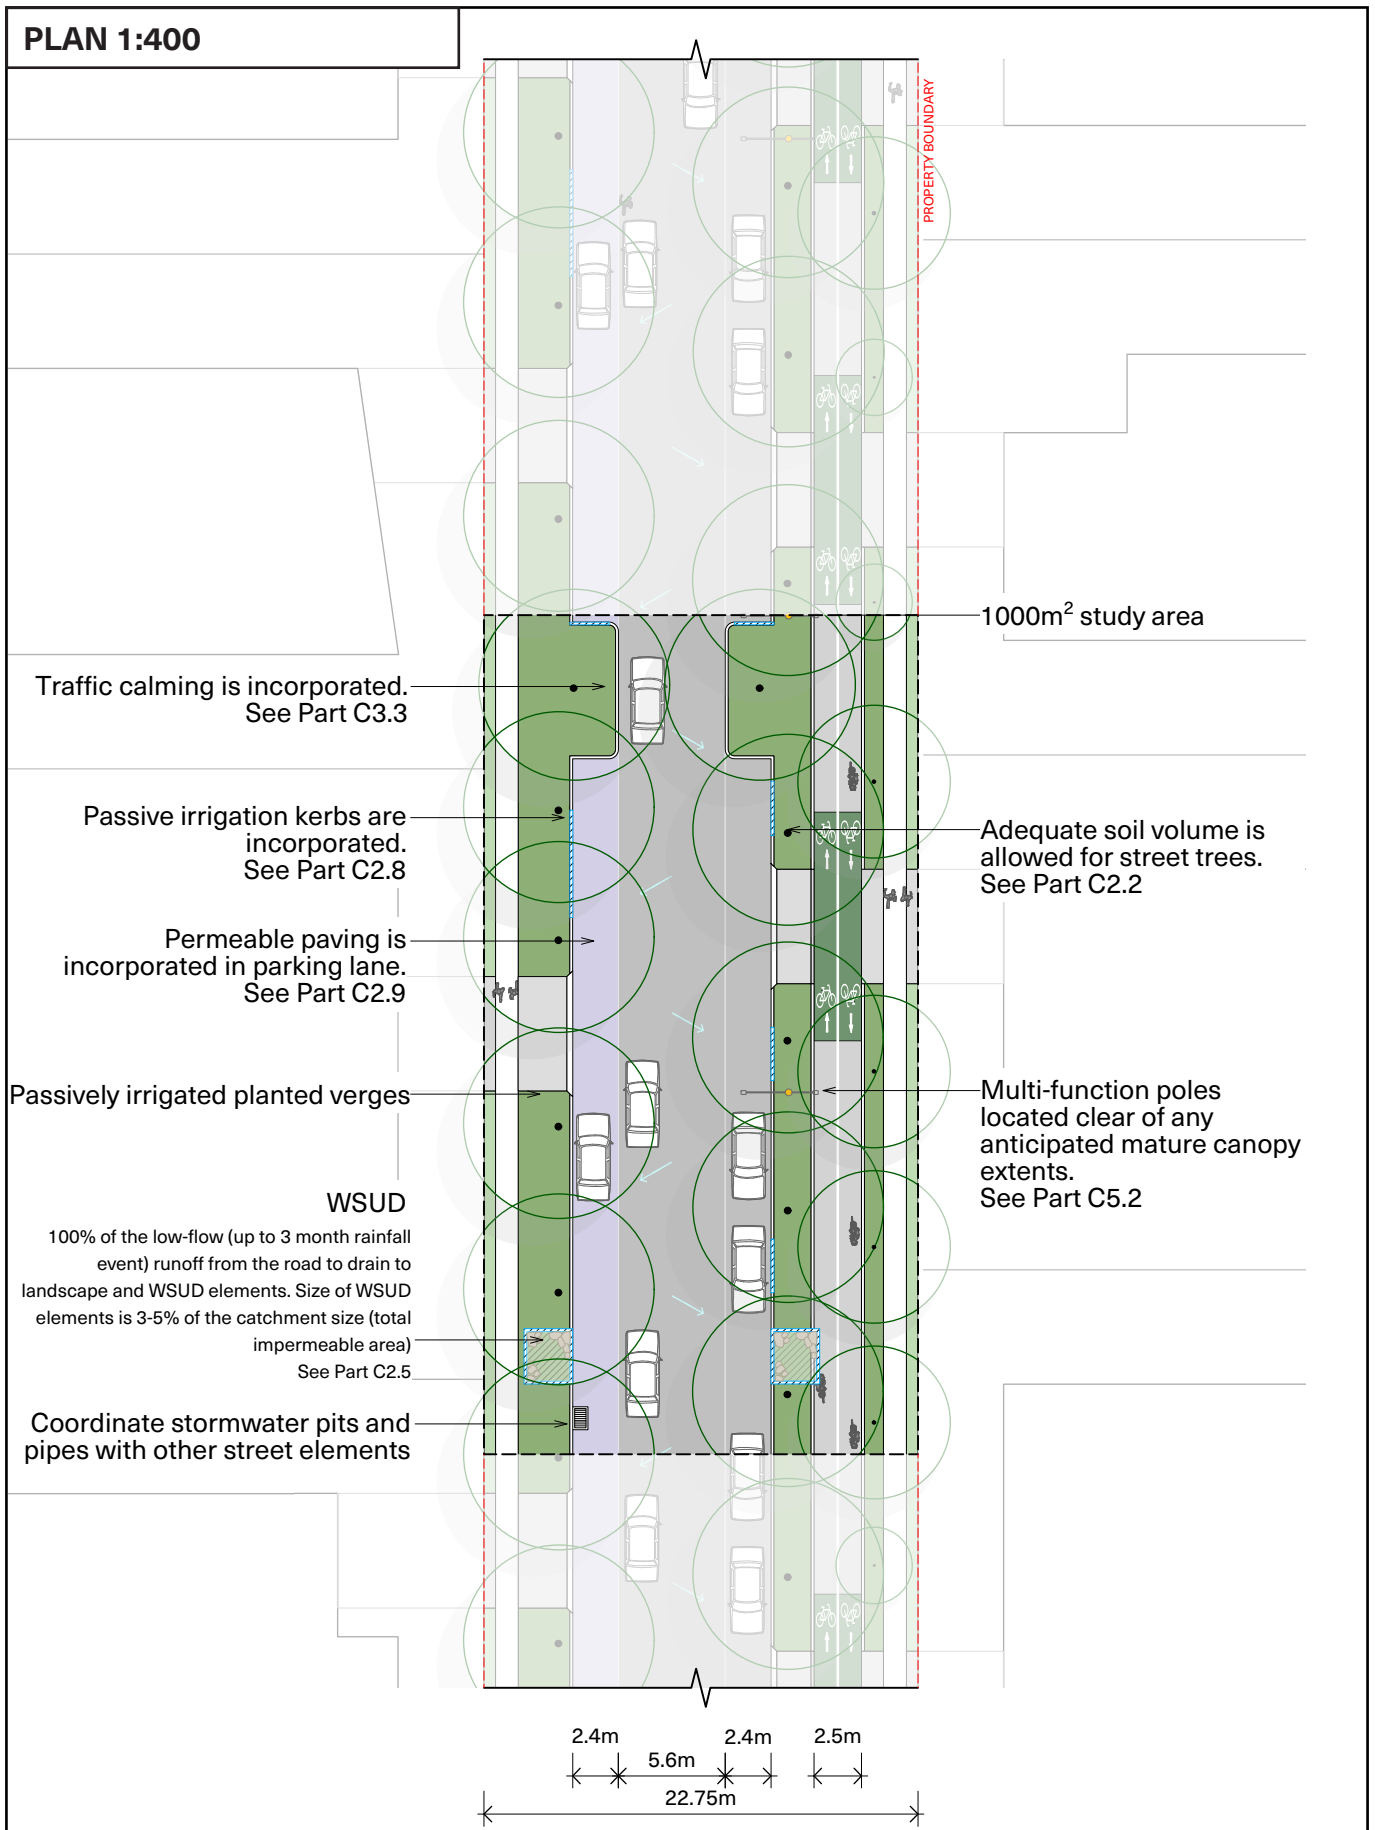 PLAN 1:400
PROPERTY BOUNDARY
1000m² study area
Traffic calming is incorporated.
See Part C3.3
Passive irrigation kerbs are
incorporated.
See Part C2.8
Adequate soil volume is
allowed for street trees.
See Part C2.2
Permeable paving is
incorporated in parking lane.
See Part C2.9
Passively irrigated planted verges
Multi-function poles
located clear of any
anticipated mature canopy
extents.
See Part C5.2
WSUD
100% of the low-flow (up to 3 month rainfall
event) runoff from the road to drain to
landscape and WSUD elements. Size of WSUD
elements is 3-5% of the catchment size (total
impermeable area)
See Part C2.5
Coordinate stormwater pits and
pipes with other street elements
2.4m
2.4m
2.5m
5.6m
22.75m